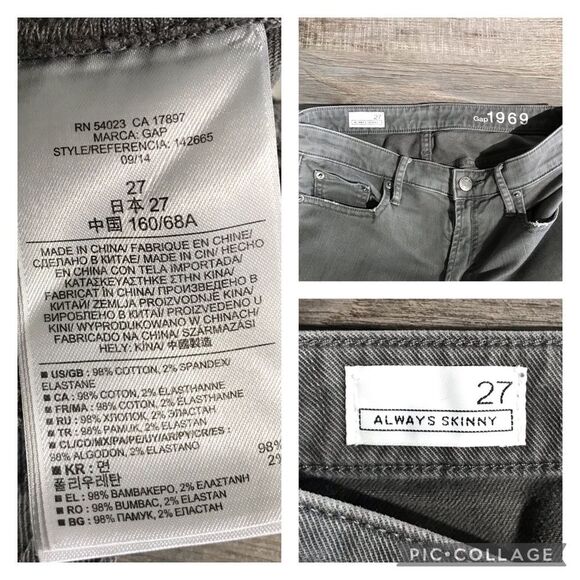 RN 54023 CA 17897
MARCA: GAP
STYLE/REFERENCIA: 142665
09/14
27
日本 27
中国 160/68A
MADE IN CHINA/ FABRIQUE EN CHINE/
СДЕЛАНО В КИТАЕ/ MADE IN CIN/ HECHO
EN CHINA CON TELA IMPORTADA/
ΚΑΤΑΣΚΕΥΑΣΤΗΚΕ ΣΤΗΝ ΚΙΝΑ/
FABRICAT ÎN CHINA/ ПРОИЗВЕДЕНО В
КИТАЙ/ ZEMLJA PROIZVODNJE KINA/
ВИРОБЛЕНО В КИТАІ/ PROIZVEDENO U
KINI/ WYPRODUKOWANO W CHINACH/
FABRICADO NA CHINA/ SZÁRMAZÁSI
HELY: KÍNA/ 中國製造
US/GB : 98% COTTON, 2% SPANDEX/
ELASTANE
CA : 98% COTTON, 2% ÉLASTHANNE
FR/MA : 98% COTON, 2% ÉLASTHANNE
RU : 98% ХЛОПОК, 2% ЭЛАСТАН
TR : 98% PAMUK, 2% ELASTAN
CL/CO/MX/PA/PE/UY/AR/PY/CR/ES :
98% ALGODON, 2% ELASTANO
KR : 면 98%
폴리우레탄 2%
EL : 98% ΒΑΜΒΑΚΕΡΟ, 2% ΕΛΑΣΤΑΝΗ
RO : 98% BUMBAC, 2% ELASTAN
BG : 98% ПАМУК, 2% ЕЛАСТАН
27
ALWAYS SKINNY
Gap 1969
27
ALWAYS SKINNY
PIC•COLLAGE